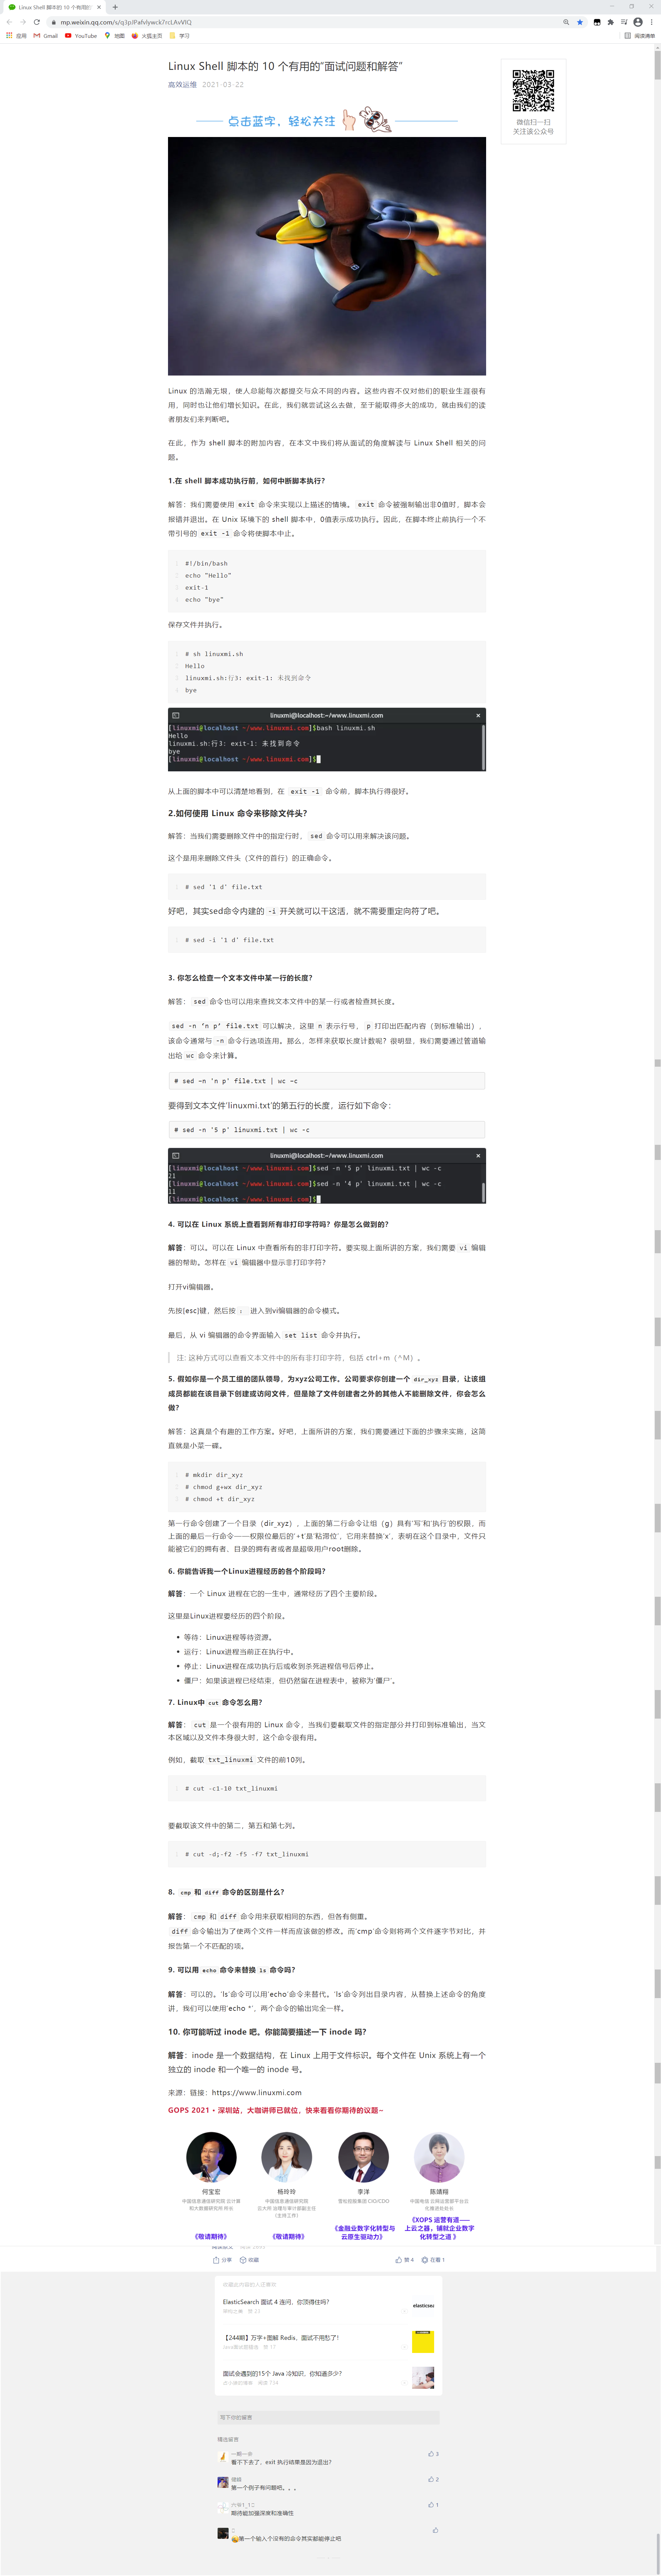 Linux Shell 脚本的 10 个有用的"
mp.weixin.qq.com/s/q3pJPafvIywck7rcLAvVIQ
应用 Gmail YouTube 地图 火狐主页 学习 阅读清单
Linux Shell 脚本的 10 个有用的“面试问题和解答”
高效运维 2021-03-22
微信扫一扫
关注该公众号
点击蓝字，轻松关注
Linux 的浩瀚无垠，使人总能每次都提交与众不同的内容。这些内容不仅对他们的职业生涯很有
用，同时也让他们增长知识。在此，我们就尝试这么去做，至于能取得多大的成功，就由我们的读
者朋友们来判断吧。
在此，作为 shell 脚本的附加内容，在本文中我们将从面试的角度解读与 Linux Shell 相关的问
题。
1.在 shell 脚本成功执行前，如何中断脚本执行?
解答：我们需要使用 exit 命令来实现以上描述的情境。 exit 命令被强制输出非0值时，脚本会
报错并退出。在 Unix 环境下的 shell 脚本中，0值表示成功执行。因此，在脚本终止前执行一个不
带引号的 exit -1 命令将使脚本中止。
#!/bin/bash
echo "Hello"
exit-1
echo "bye"
保存文件并执行。
# sh linuxmi.sh
Hello
linuxmi.sh:行3: exit-1: 未找到命令
bye
linuxmi@localhost:~/www.linuxmi.com
[linuxmi@localhost ~/www.linuxmi.com]$bash linuxmi.sh
Hello
linuxmi.sh:行3: exit-1: 未找到命令
bye
[linuxmi@localhost ~/www.linuxmi.com]$
从上面的脚本中可以清楚地看到，在 exit -1 命令前，脚本执行得很好。
2.如何使用 Linux 命令来移除文件头?
解答：当我们需要删除文件中的指定行时， sed 命令可以用来解决该问题。
这个是用来删除文件头（文件的首行）的正确命令。
# sed '1 d' file.txt
好吧，其实sed命令内建的 -i 开关就可以干这活，就不需要重定向符了吧。
# sed -i '1 d' file.txt
3. 你怎么检查一个文本文件中某一行的长度?
解答： sed 命令也可以用来查找文本文件中的某一行或者检查其长度。
sed -n ‘n p’ file.txt 可以解决，这里 n 表示行号， p 打印出匹配内容（到标准输出），
该命令通常与 -n 命令行选项连用。那么，怎样来获取长度计数呢？很明显，我们需要通过管道输
出给 wc 命令来计算。
# sed –n 'n p' file.txt | wc –c
要得到文本文件'linuxmi.txt'的第五行的长度，运行如下命令：
# sed -n '5 p' linuxmi.txt | wc -c
linuxmi@localhost:~/www.linuxmi.com
[linuxmi@localhost ~/www.linuxmi.com]$sed -n '5 p' linuxmi.txt | wc -c
21
[linuxmi@localhost ~/www.linuxmi.com]$sed -n '4 p' linuxmi.txt | wc -c
11
[linuxmi@localhost ~/www.linuxmi.com]$
4. 可以在 Linux 系统上查看到所有非打印字符吗？你是怎么做到的?
解答：可以。可以在 Linux 中查看所有的非打印字符。要实现上面所讲的方案，我们需要 vi 编辑
器的帮助。怎样在 vi 编辑器中显示非打印字符?
打开vi编辑器。
先按[esc]键，然后按 : 进入到vi编辑器的命令模式。
最后，从 vi 编辑器的命令界面输入 set list 命令并执行。
注: 这种方式可以查看文本文件中的所有非打印字符，包括 ctrl+m（^M）。
5. 假如你是一个员工组的团队领导，为xyz公司工作。公司要求你创建一个 dir_xyz 目录，让该组
成员都能在该目录下创建或访问文件，但是除了文件创建者之外的其他人不能删除文件，你会怎么
做?
解答：这真是个有趣的工作方案。好吧，上面所讲的方案，我们需要通过下面的步骤来实施，这简
直就是小菜一碟。
# mkdir dir_xyz
# chmod g+wx dir_xyz
# chmod +t dir_xyz
第一行命令创建了一个目录（dir_xyz），上面的第二行命令让组（g）具有'写'和'执行'的权限，而
上面的最后一行命令——权限位最后的'+t'是'粘滞位'，它用来替换'x'，表明在这个目录中，文件只
能被它们的拥有者、目录的拥有者或者是超级用户root删除。
6. 你能告诉我一个Linux进程经历的各个阶段吗?
解答：一个 Linux 进程在它的一生中，通常经历了四个主要阶段。
这里是Linux进程要经历的四个阶段。
• 等待：Linux进程等待资源。
• 运行：Linux进程当前正在执行中。
• 停止：Linux进程在成功执行后或收到杀死进程信号后停止。
• 僵尸：如果该进程已经结束，但仍然留在进程表中，被称为'僵尸'。
7. Linux中 cut 命令怎么用?
解答： cut 是一个很有用的 Linux 命令，当我们要截取文件的指定部分并打印到标准输出，当文
本区域以及文件本身很大时，这个命令很有用。
例如，截取 txt_linuxmi 文件的前10列。
# cut -c1-10 txt_linuxmi
要截取该文件中的第二，第五和第七列。
# cut -d;-f2 -f5 -f7 txt_linuxmi
8. cmp 和 diff 命令的区别是什么?
解答： cmp 和 diff 命令用来获取相同的东西，但各有侧重。
diff 命令输出为了使两个文件一样而应该做的修改。而'cmp'命令则将两个文件逐字节对比，并
报告第一个不匹配的项。
9. 可以用 echo 命令来替换 ls 命令吗?
解答：可以的。'ls'命令可以用'echo'命令来替代。'ls'命令列出目录内容，从替换上述命令的角度
讲，我们可以使用'echo *'，两个命令的输出完全一样。
10. 你可能听过 inode 吧。你能简要描述一下 inode 吗?
解答：inode 是一个数据结构，在 Linux 上用于文件标识。每个文件在 Unix 系统上有一个
独立的 inode 和一个唯一的 inode 号。
来源：链接：https://www.linuxmi.com
GOPS 2021 · 深圳站，大咖讲师已就位，快来看看你期待的议题~
何宝宏 杨玲玲 李洋 陈靖翔
《敬请期待》 《敬请期待》 《金融业数字化转型与
云原生驱动力》 《XOPS 运营有道——
上云之器，铺就企业数字
化转型之道 》
分享 收藏 赞 4 在看 1
ElasticSearch 面试 4 连问，你顶得住吗?
【244期】万字+图解 Redis，面试不用愁了!
面试会遇到的15个 Java 冷知识，你知道多少?
写下你的留言
精选留言
看不下去了，exit 执行结果是因为退出? 3
第一个例子有问题吧。。。 2
期待能加强深度和准确性 1
第一个输入个没有的命令其实都能停止吧